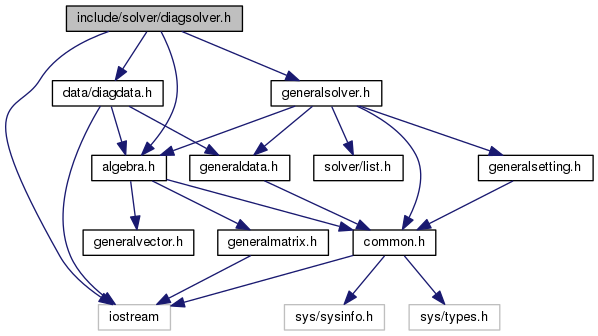 include/solver/diagsolver.h
data/diagdata.h
generalsolver.h
algebra.h
generaldata.h
solver/list.h
generalsetting.h
generalvector.h
generalmatrix.h
common.h
iostream
sys/sysinfo.h
sys/types.h